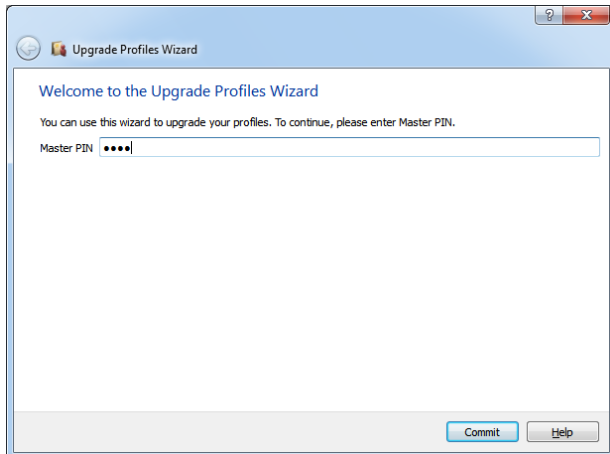 Upgrade Profiles Wizard
Welcome to the Upgrade Profiles Wizard
You can use this wizard to upgrade your profiles. To continue, please enter Master PIN.
Master PIN ●●●●
Commit Help